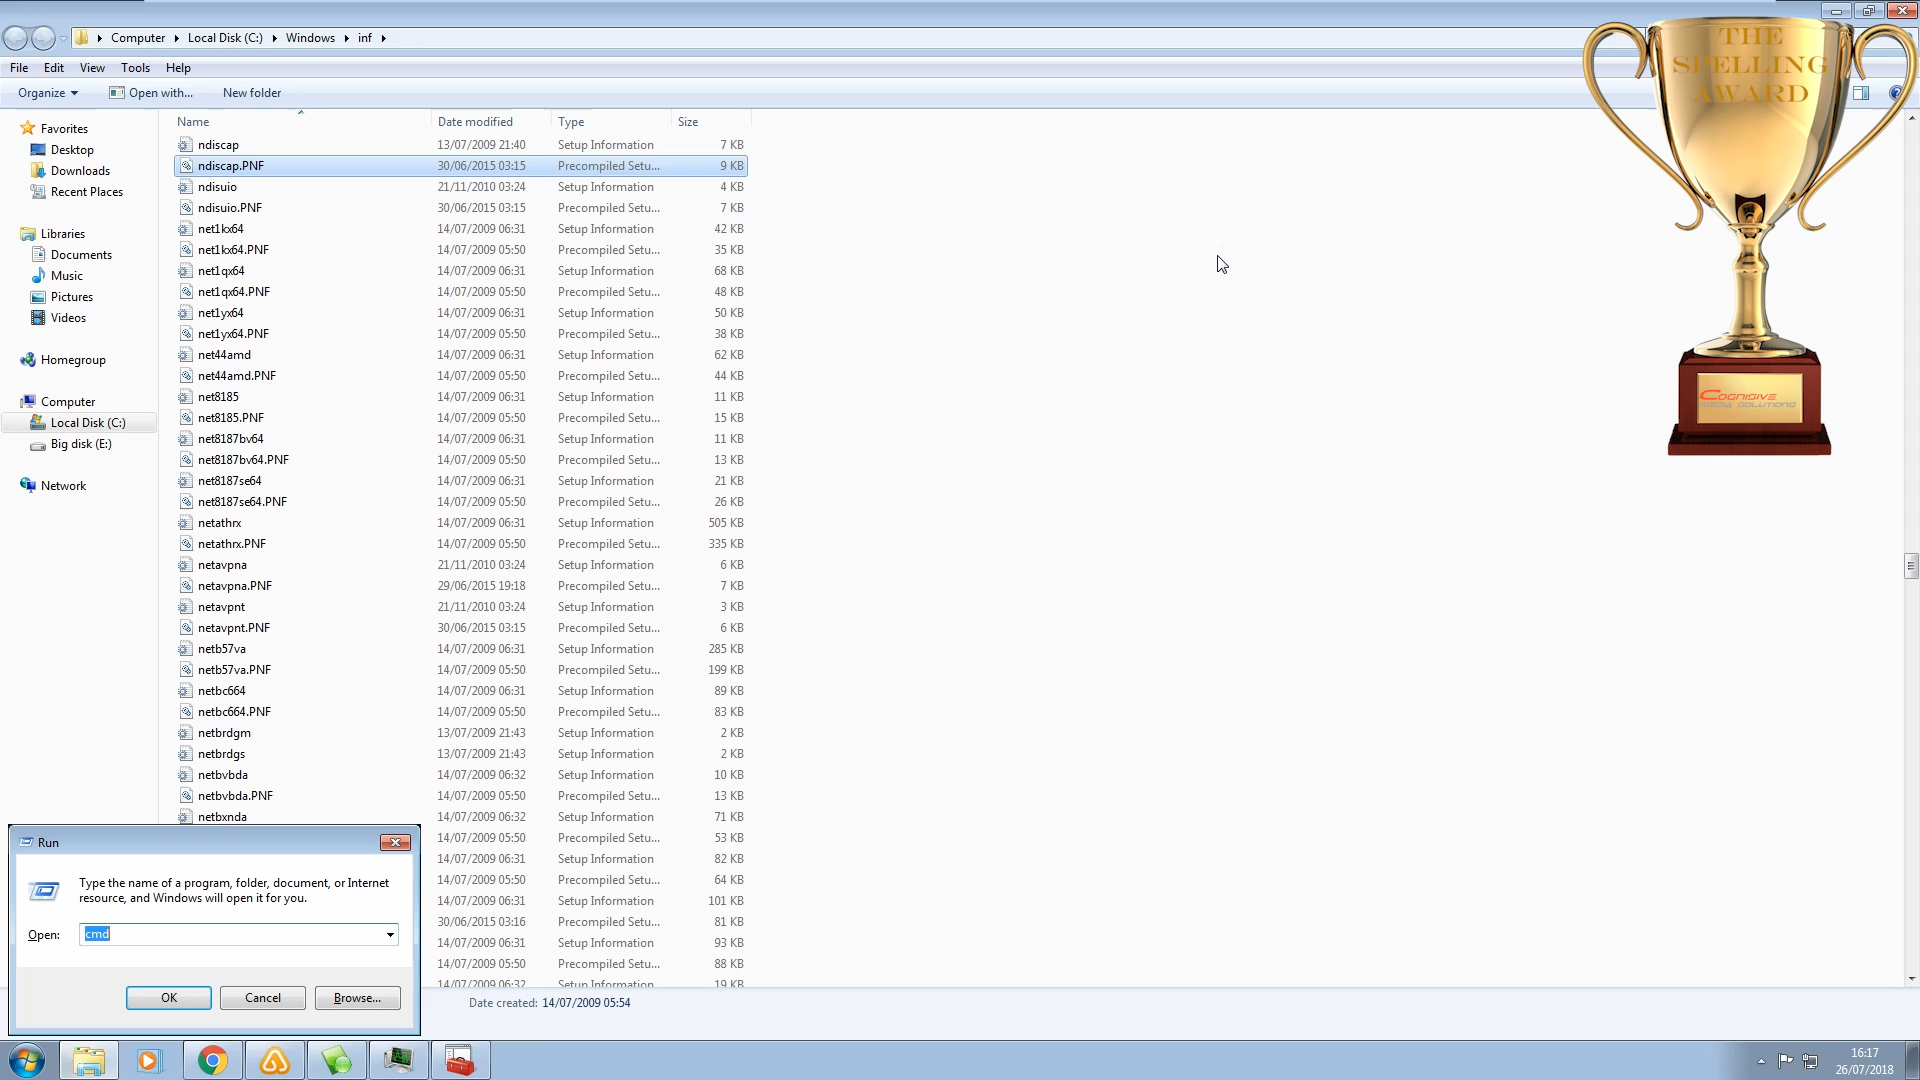 Computer Local Disk (C:) Windows inf
File Edit View Tools Help
Organize Open with... New folder
Favorites
Desktop
Downloads
Recent Places
Libraries
Documents
Music
Pictures
Videos
Homegroup
Computer
Local Disk (C:)
Big disk (E:)
Network
Name Date modified Type Size
ndiscap 13/07/2009 21:40 Setup Information 7 KB
ndiscap.PNF 30/06/2015 03:15 Precompiled Setu... 9 KB
ndisuio 21/11/2010 03:24 Setup Information 4 KB
ndisuio.PNF 30/06/2015 03:15 Precompiled Setu... 7 KB
net1kx64 14/07/2009 06:31 Setup Information 42 KB
net1kx64.PNF 14/07/2009 05:50 Precompiled Setu... 35 KB
net1qx64 14/07/2009 06:31 Setup Information 68 KB
net1qx64.PNF 14/07/2009 05:50 Precompiled Setu... 48 KB
net1yx64 14/07/2009 06:31 Setup Information 50 KB
net1yx64.PNF 14/07/2009 05:50 Precompiled Setu... 38 KB
net44amd 14/07/2009 06:31 Setup Information 62 KB
net44amd.PNF 14/07/2009 05:50 Precompiled Setu... 44 KB
net8185 14/07/2009 06:31 Setup Information 11 KB
net8185.PNF 14/07/2009 05:50 Precompiled Setu... 15 KB
net8187bv64 14/07/2009 06:31 Setup Information 11 KB
net8187bv64.PNF 14/07/2009 05:50 Precompiled Setu... 13 KB
net8187se64 14/07/2009 06:31 Setup Information 21 KB
net8187se64.PNF 14/07/2009 05:50 Precompiled Setu... 26 KB
netathrx 14/07/2009 06:31 Setup Information 505 KB
netathrx.PNF 14/07/2009 05:50 Precompiled Setu... 335 KB
netavpna 21/11/2010 03:24 Setup Information 6 KB
netavpna.PNF 29/06/2015 19:18 Precompiled Setu... 7 KB
netavpnt 21/11/2010 03:24 Setup Information 3 KB
netavpnt.PNF 30/06/2015 03:15 Precompiled Setu... 6 KB
netb57va 14/07/2009 06:31 Setup Information 285 KB
netb57va.PNF 14/07/2009 05:50 Precompiled Setu... 199 KB
netbc664 14/07/2009 06:31 Setup Information 89 KB
netbc664.PNF 14/07/2009 05:50 Precompiled Setu... 83 KB
netbrdgm 13/07/2009 21:43 Setup Information 2 KB
netbrdgs 13/07/2009 21:43 Setup Information 2 KB
netbvbda 14/07/2009 06:32 Setup Information 10 KB
netbvbda.PNF 14/07/2009 05:50 Precompiled Setu... 13 KB
netbxnda 14/07/2009 06:32 Setup Information 71 KB
14/07/2009 05:50 Precompiled Setu... 53 KB
14/07/2009 06:31 Setup Information 82 KB
14/07/2009 05:50 Precompiled Setu... 64 KB
14/07/2009 06:31 Setup Information 101 KB
30/06/2015 03:16 Precompiled Setu... 81 KB
14/07/2009 06:31 Setup Information 93 KB
14/07/2009 05:50 Precompiled Setu... 88 KB
14/07/2009 06:32 Setup Information 19 KB
Date created: 14/07/2009 05:54
Run
Type the name of a program, folder, document, or Internet
resource, and Windows will open it for you.
Open: cmd
OK Cancel Browse...
THE
SPELLING
AWARD
COGNISIVE
MEDIA SOLUTIONS
16:17
26/07/2018